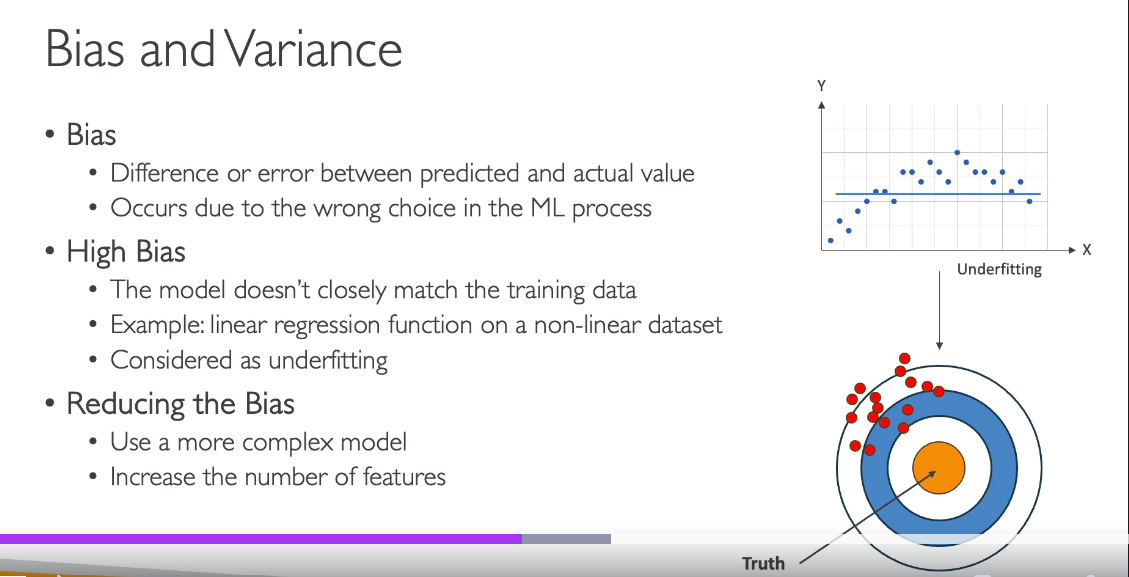 Bias and Variance
• Bias
• Difference or error between predicted and actual value
• Occurs due to the wrong choice in the ML process
• High Bias
• The model doesn't closely match the training data
• Example: linear regression function on a non-linear dataset
• Considered as underfitting
• Reducing the Bias
• Use a more complex model
• Increase the number of features
Y
X
Underfitting
Truth